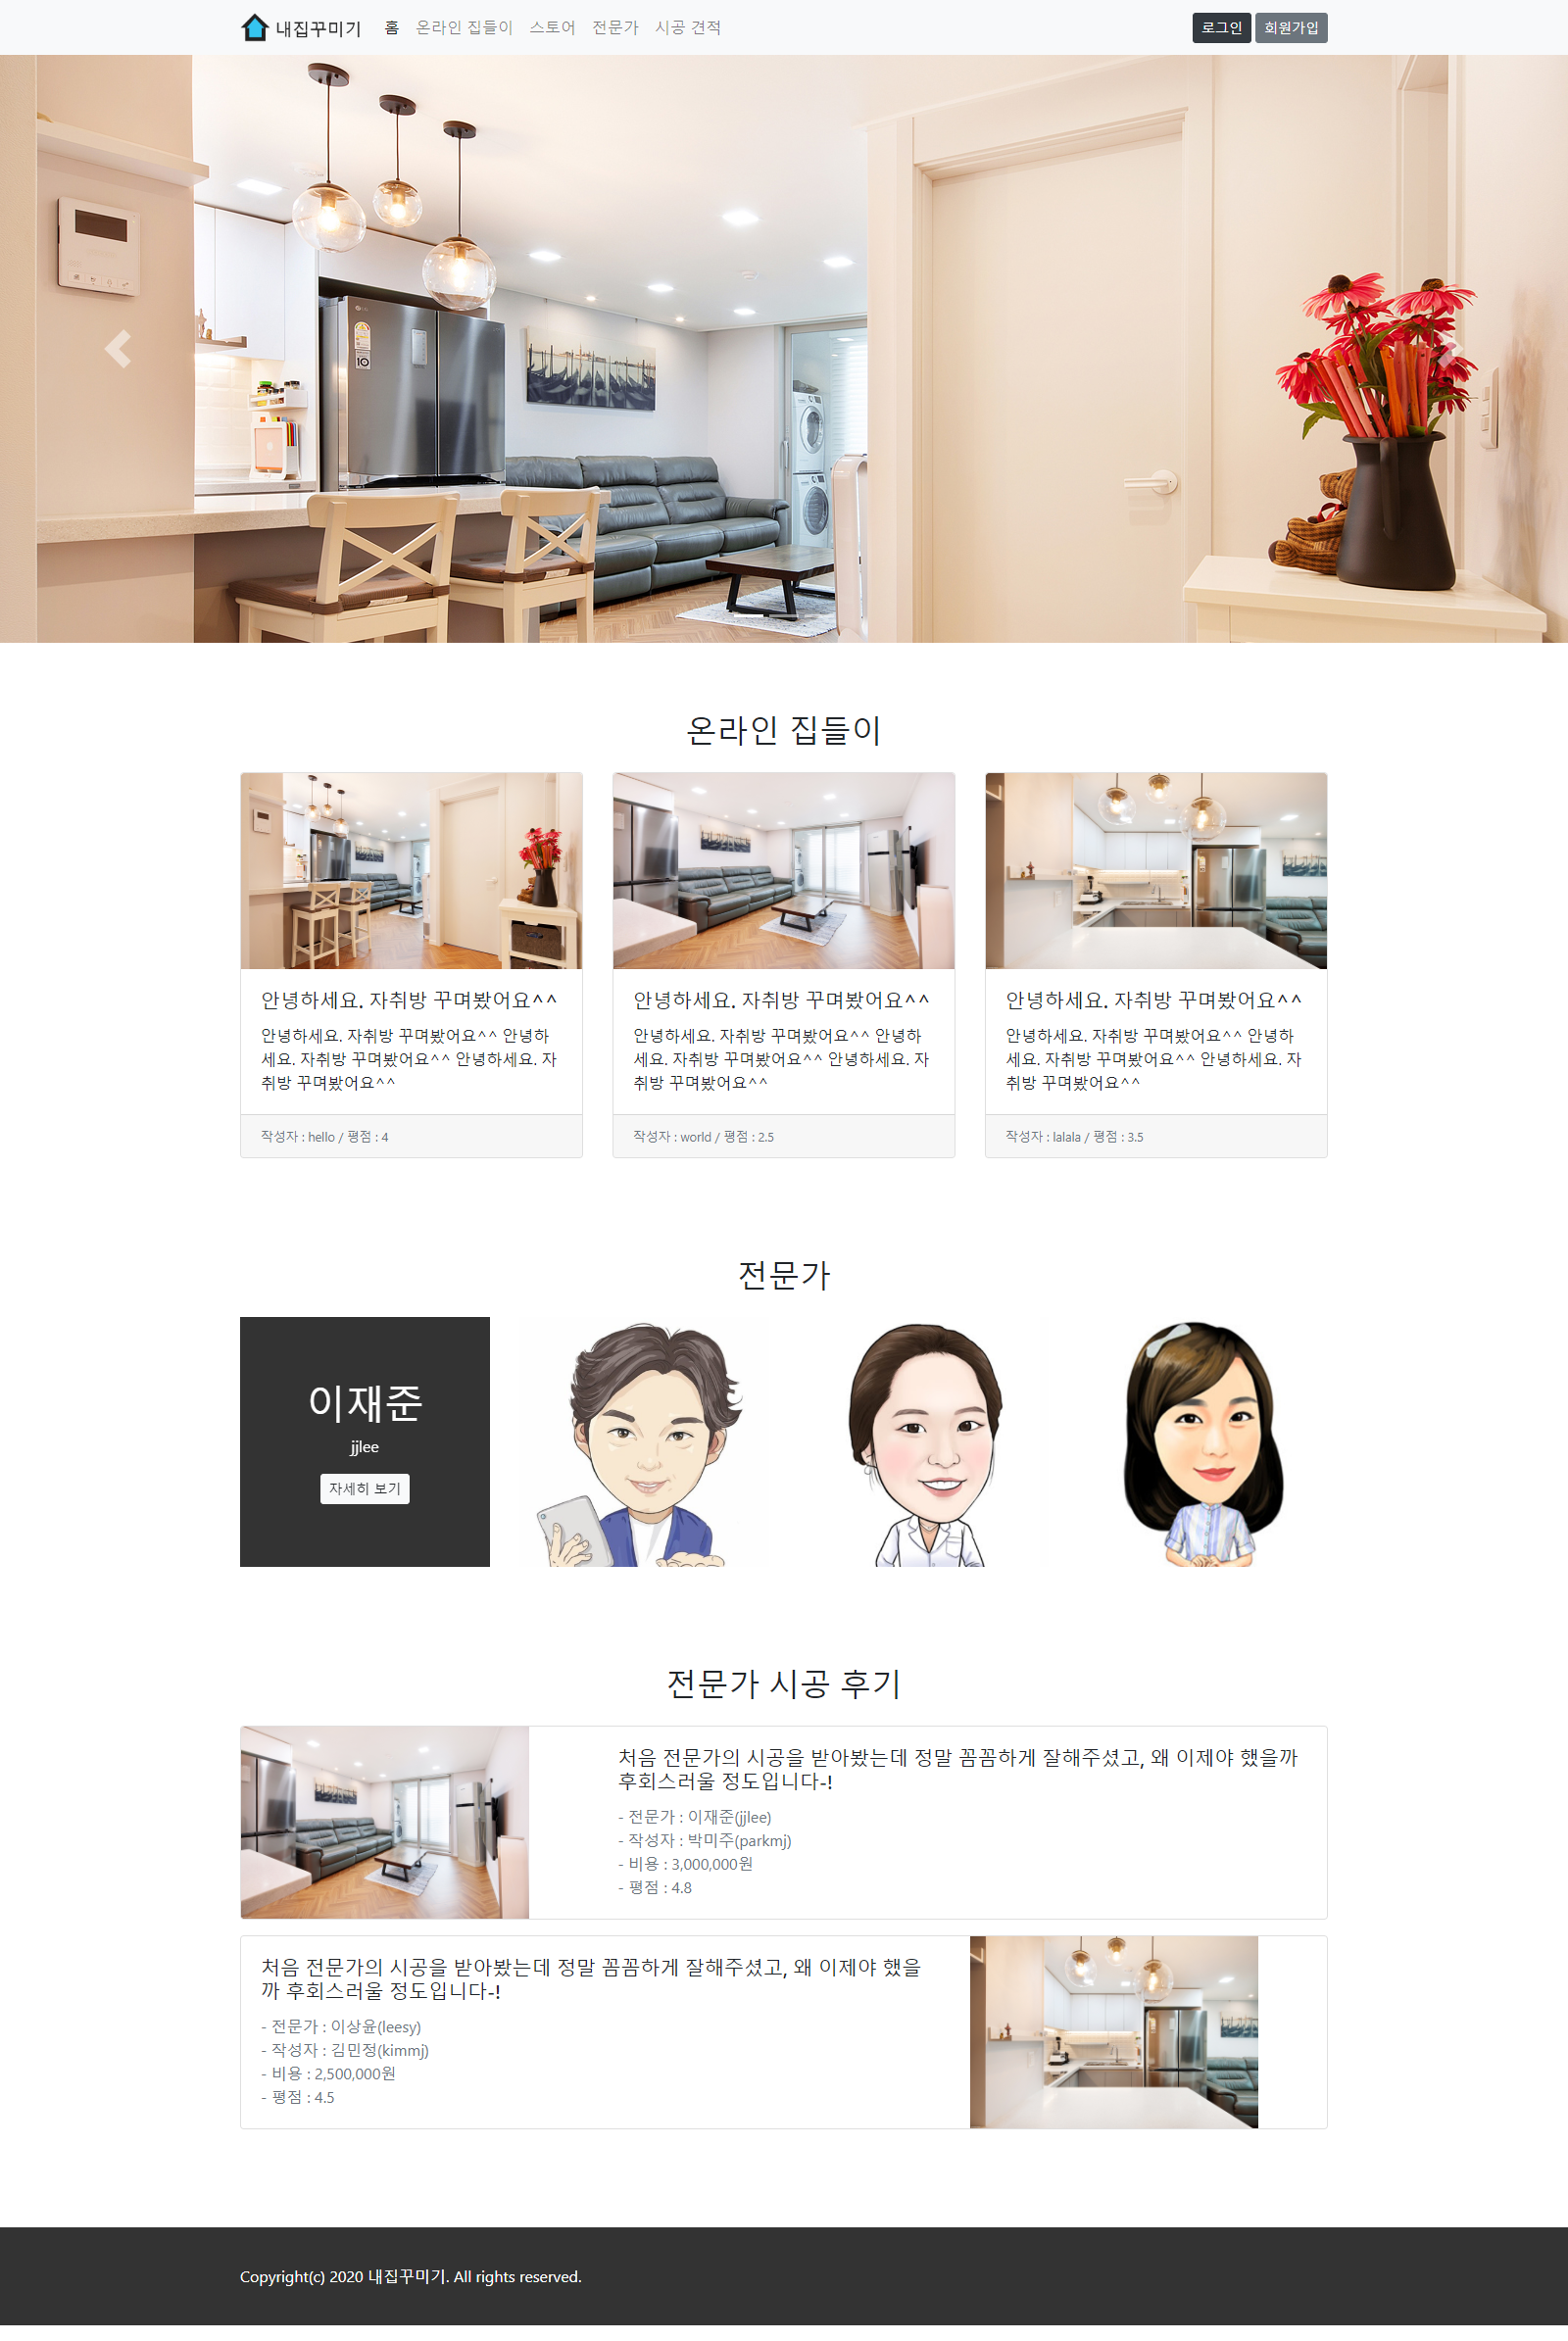 내집꾸미기 홈 온라인 집들이 스토어 전문가 시공 견적 로그인 회원가입
온라인 집들이
안녕하세요. 자취방 꾸며봤어요^^
안녕하세요. 자취방 꾸며봤어요^^ 안녕하
세요. 자취방 꾸며봤어요^^ 안녕하세요. 자
취방 꾸며봤어요^^
작성자 : hello / 평점 : 4
안녕하세요. 자취방 꾸며봤어요^^
안녕하세요. 자취방 꾸며봤어요^^ 안녕하
세요. 자취방 꾸며봤어요^^ 안녕하세요. 자
취방 꾸며봤어요^^
작성자 : world / 평점 : 2.5
안녕하세요. 자취방 꾸며봤어요^^
안녕하세요. 자취방 꾸며봤어요^^ 안녕하
세요. 자취방 꾸며봤어요^^ 안녕하세요. 자
취방 꾸며봤어요^^
작성자 : lalala / 평점 : 3.5
전문가
이재준
jjlee
자세히 보기
전문가 시공 후기
처음 전문가의 시공을 받아봤는데 정말 꼼꼼하게 잘해주셨고, 왜 이제야 했을까
후회스러울 정도입니다-!
- 전문가 : 이재준(jjlee)
- 작성자 : 박미주(parkmj)
- 비용 : 3,000,000원
- 평점 : 4.8
처음 전문가의 시공을 받아봤는데 정말 꼼꼼하게 잘해주셨고, 왜 이제야 했을
까 후회스러울 정도입니다-!
- 전문가 : 이상윤(leesy)
- 작성자 : 김민정(kimmj)
- 비용 : 2,500,000원
- 평점 : 4.5
Copyright(c) 2020 내집꾸미기. All rights reserved.